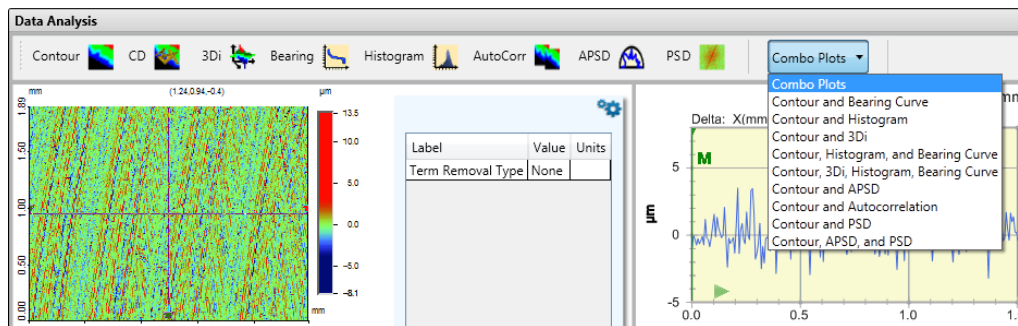 Data Analysis
Contour CD 3Di Bearing Histogram AutoCorr APSD PSD Combo Plots
Combo Plots
Contour and Bearing Curve
Contour and Histogram
Contour and 3Di
Contour, Histogram, and Bearing Curve
Contour, 3Di, Histogram, Bearing Curve
Contour and APSD
Contour and Autocorrelation
Contour and PSD
Contour, APSD, and PSD
mm (1.24,0.94,-0.4) µm
1.89
1.50
1.00
0.50
0.00
13.5
5.0
0.0
-5.0
-8.1
mm
Label Value Units
Term Removal Type None
Delta: X(mm
M
µm
5
0
-5
0.0 0.5 1.0 1.5